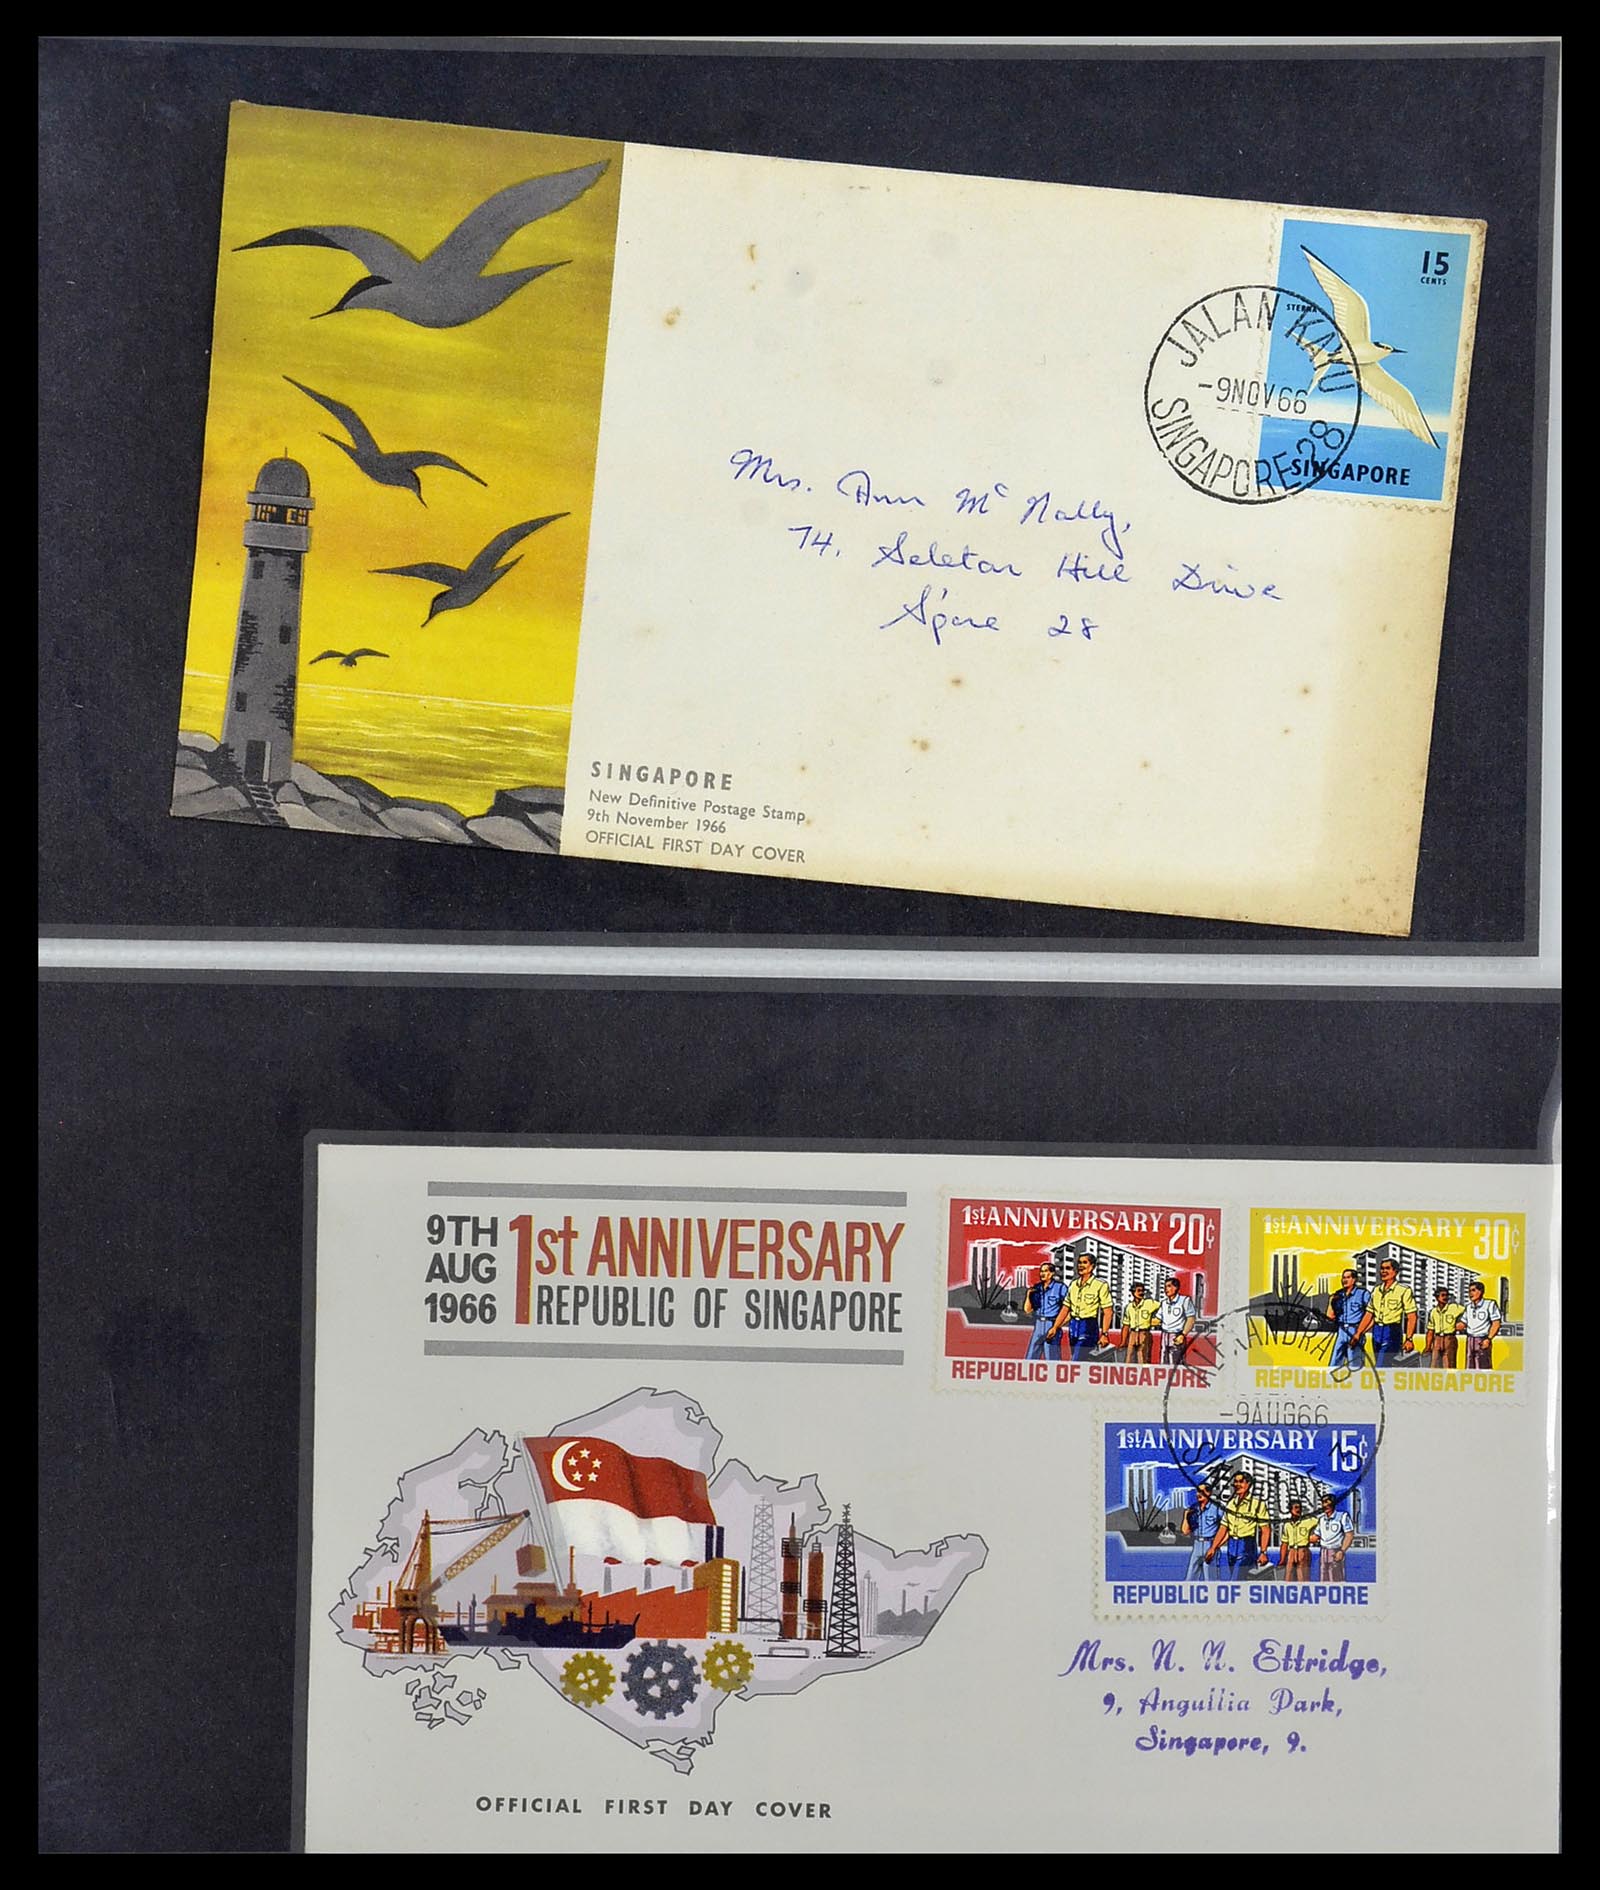 15
CENTS
STERNA
SINGAPORE
JALAN KAYU
-9NOV66
SINGAPORE 28
Mrs. Ann McNally,
74, Seletar Hill Drive
S'pore 28
SINGAPORE
New Definitive Postage Stamp
9th November 1966
OFFICIAL FIRST DAY COVER
9TH AUG 1966
1st ANNIVERSARY
REPUBLIC OF SINGAPORE
1st ANNIVERSARY 20¢
REPUBLIC OF SINGAPORE
1st ANNIVERSARY 30¢
REPUBLIC OF SINGAPORE
ALEXANDRA
-9AUG66
SINGAPORE
1st ANNIVERSARY 15¢
REPUBLIC OF SINGAPORE
Mrs. N. N. Ettridge,
9, Angullia Park,
Singapore, 9.
OFFICIAL FIRST DAY COVER